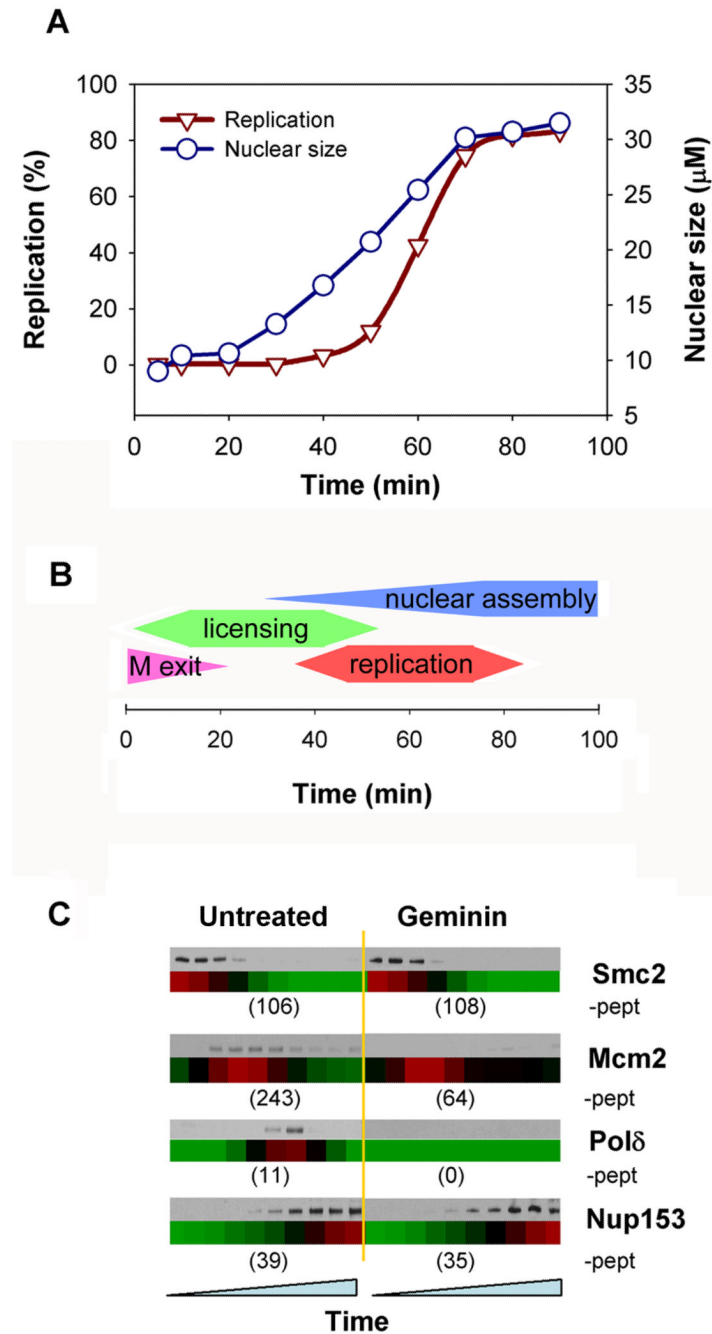 A
Replication
Nuclear size
Replication (%)
100
80
60
40
20
0
Nuclear size (μM)
35
30
25
20
15
10
5
0 20 40 60 80 100
Time (min)
B
nuclear assembly
licensing
M exit
replication
0 20 40 60 80 100
Time (min)
C
Untreated Geminin
Smc2
(106) (108) -pept
Mcm2
(243) (64) -pept
Polδ
(11) (0) -pept
Nup153
(39) (35) -pept
Time